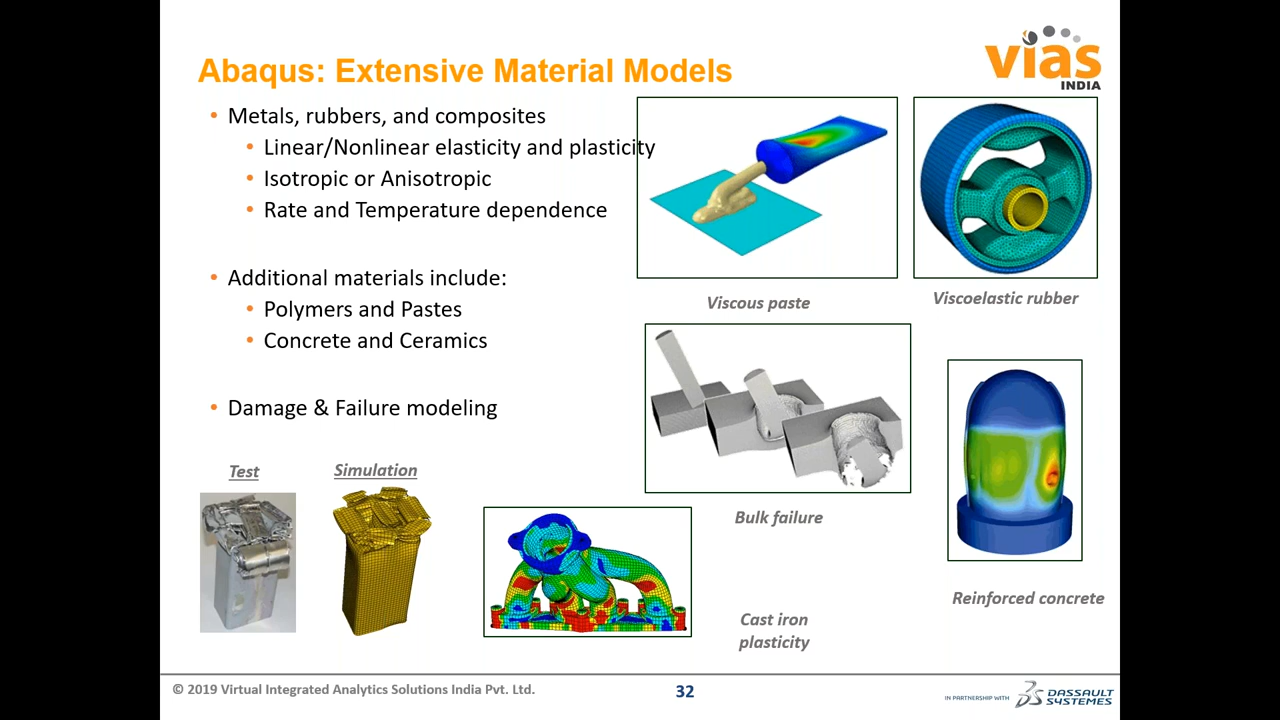 Abaqus: Extensive Material Models
vias
INDIA
• Metals, rubbers, and composites
• Linear/Nonlinear elasticity and plasticity
• Isotropic or Anisotropic
• Rate and Temperature dependence
• Additional materials include:
• Polymers and Pastes
• Concrete and Ceramics
• Damage & Failure modeling
Viscous paste
Viscoelastic rubber
Bulk failure
Reinforced concrete
Test
Simulation
Cast iron
plasticity
© 2019 Virtual Integrated Analytics Solutions India Pvt. Ltd.
32
IN PARTNERSHIP WITH
DASSAULT
SYSTEMES